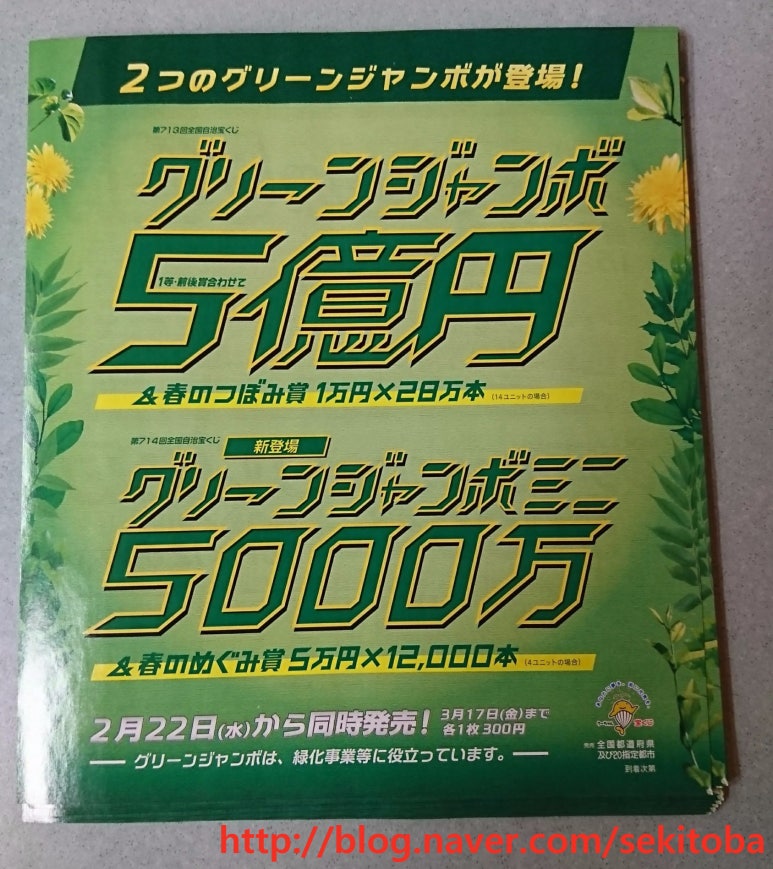 2つのグリーンジャンボが登場!
第713回全国自治宝くじ
グリーンジャンボ
1等・前後賞合わせて
5億円
&春のつぼみ賞 1万円×28万本 (14ユニットの場合)
第714回全国自治宝くじ
新登場
グリーンジャンボミニ
5000万
&春のめぐみ賞 5万円×12,000本 (4ユニットの場合)
2月22日(水)から同時発売! 3月17日(金)まで
各1枚300円
グリーンジャンボは、緑化事業等に役立っています。
宝くじ
発売 全国都道府県
及び20指定都市
到着次第
http://blog.naver.com/sekitoba